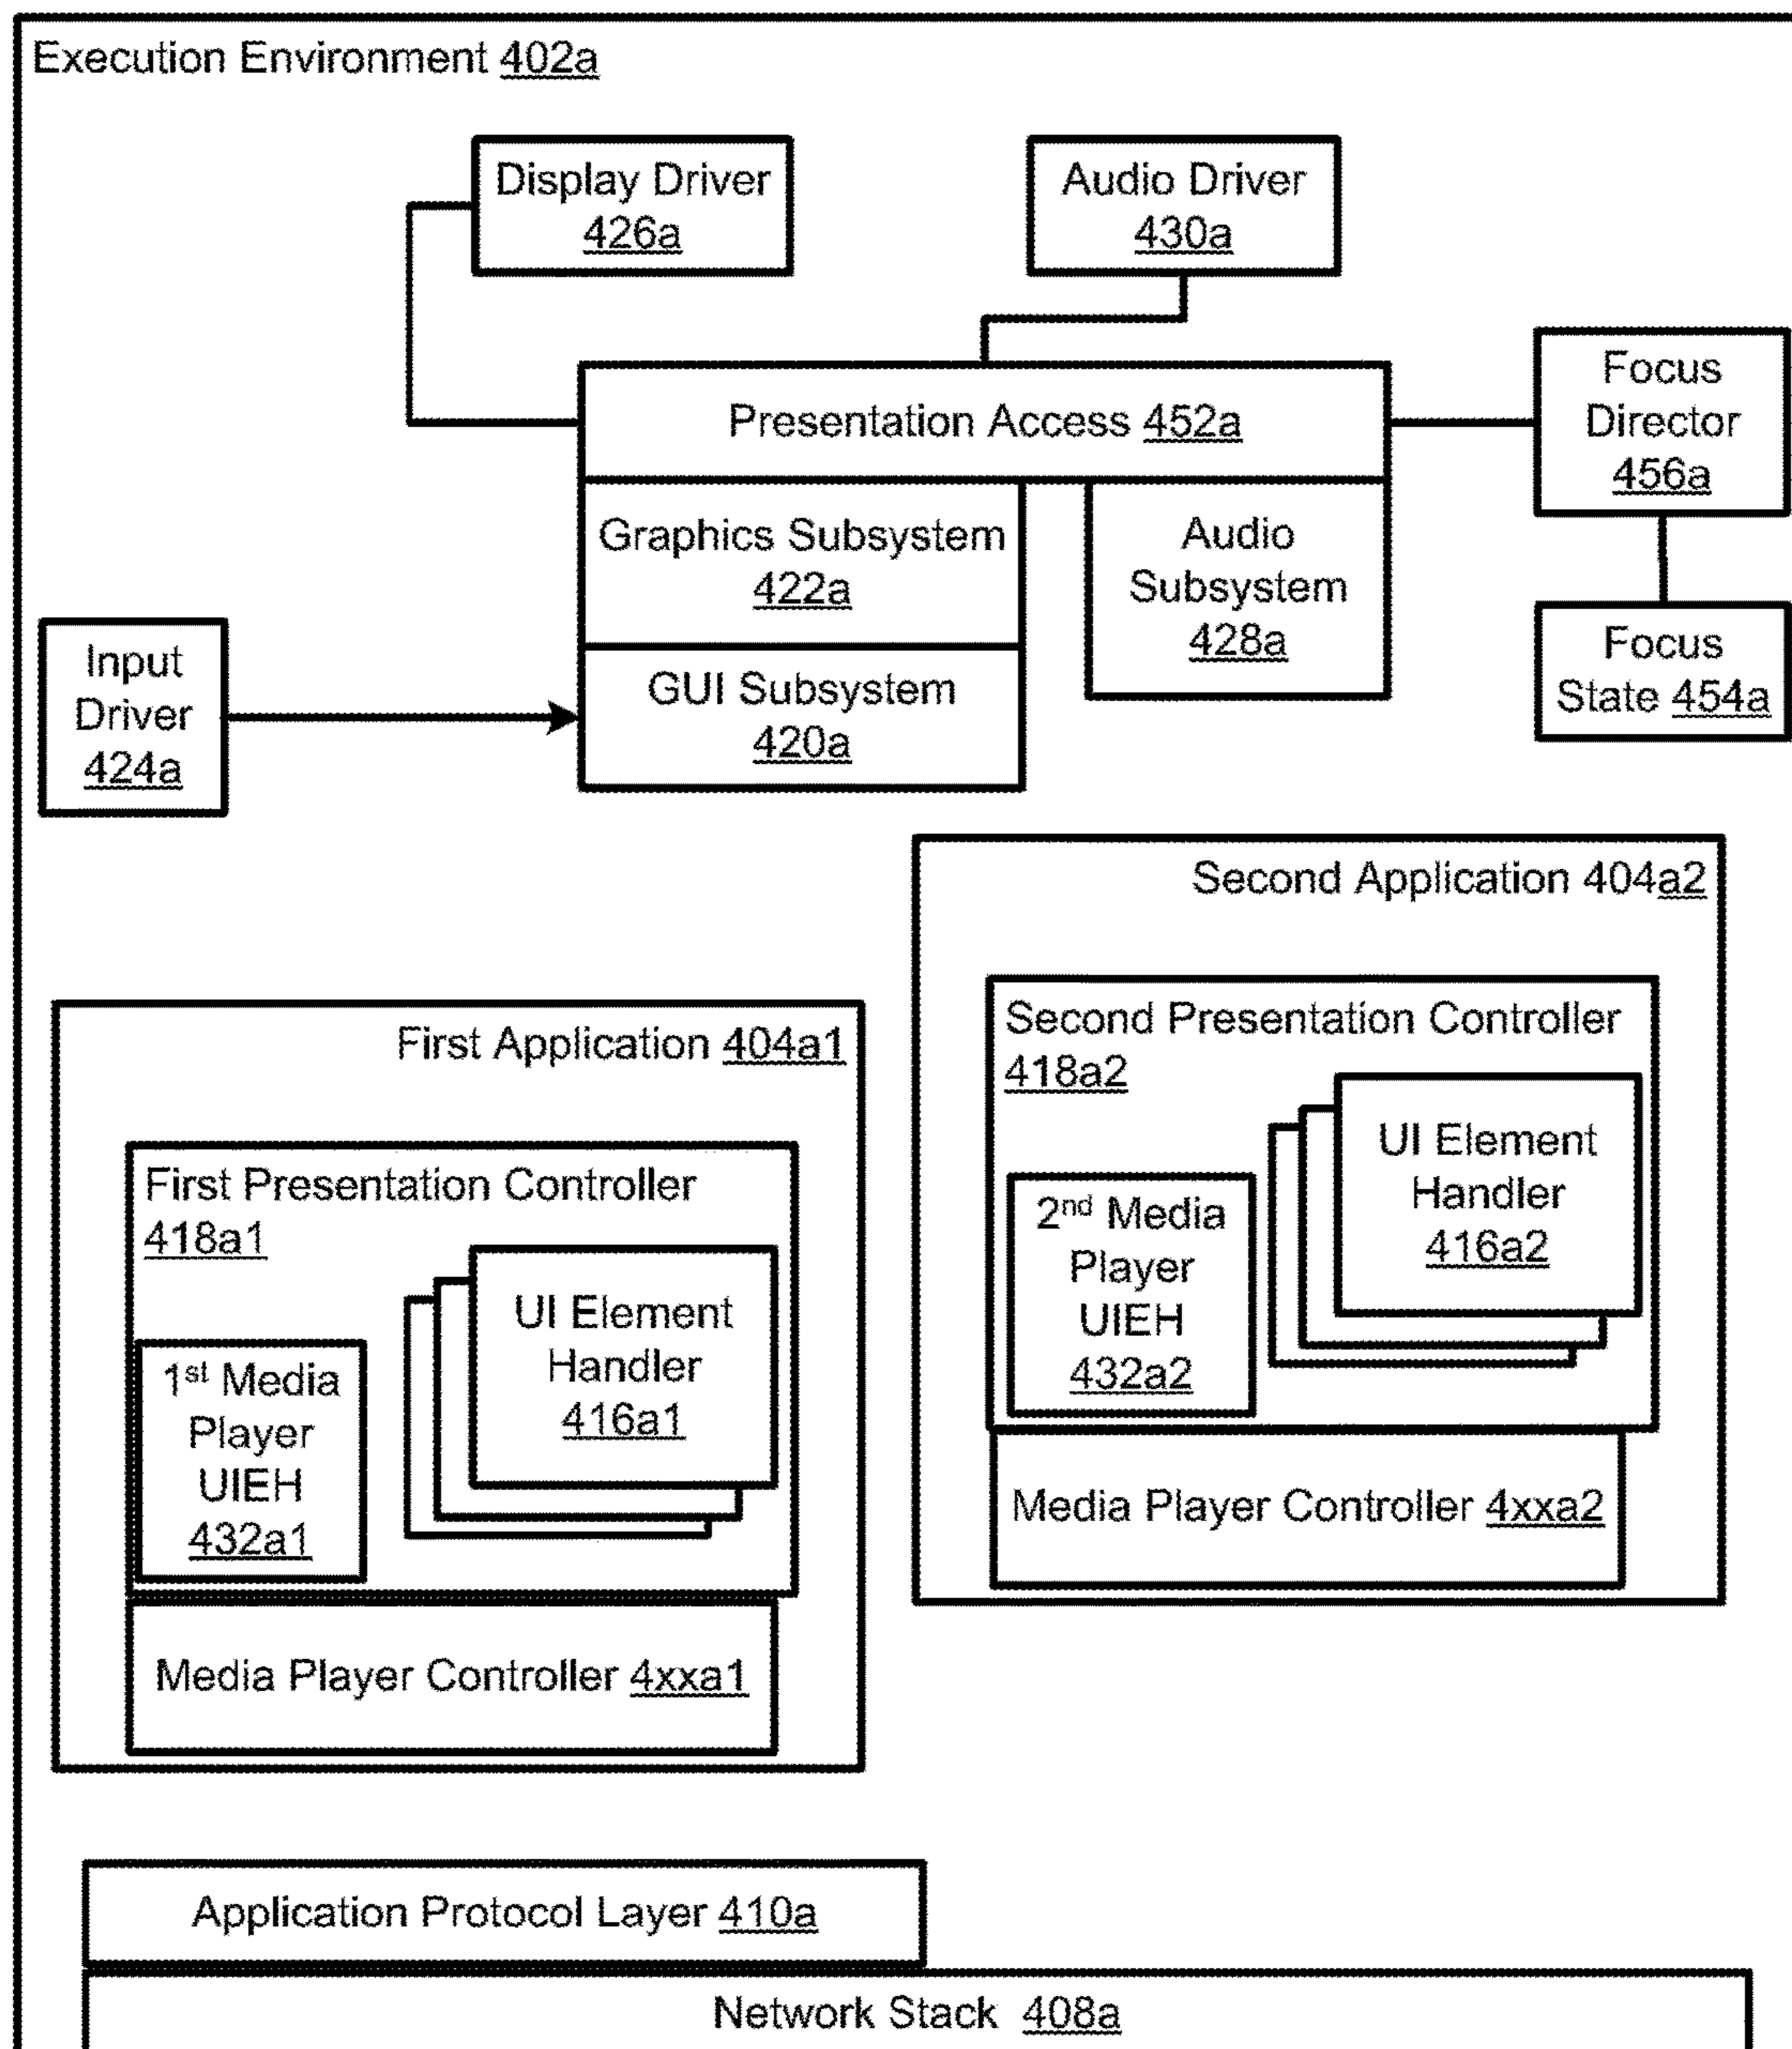 Execution Environment 402a
Display Driver
426a
Audio Driver
430a
Presentation Access 452a
Focus
Director
456a
Graphics Subsystem
422a
Audio
Subsystem
428a
Input
Driver
424a
GUI Subsystem
420a
Focus
State 454a
Second Application 404a2
Second Presentation Controller
418a2
UI Element
Handler
416a2
2nd Media
Player
UIEH
432a2
Media Player Controller 4xxa2
First Application 404a1
First Presentation Controller
418a1
UI Element
Handler
416a1
1st Media
Player
UIEH
432a1
Media Player Controller 4xxa1
Application Protocol Layer 410a
Network Stack 408a